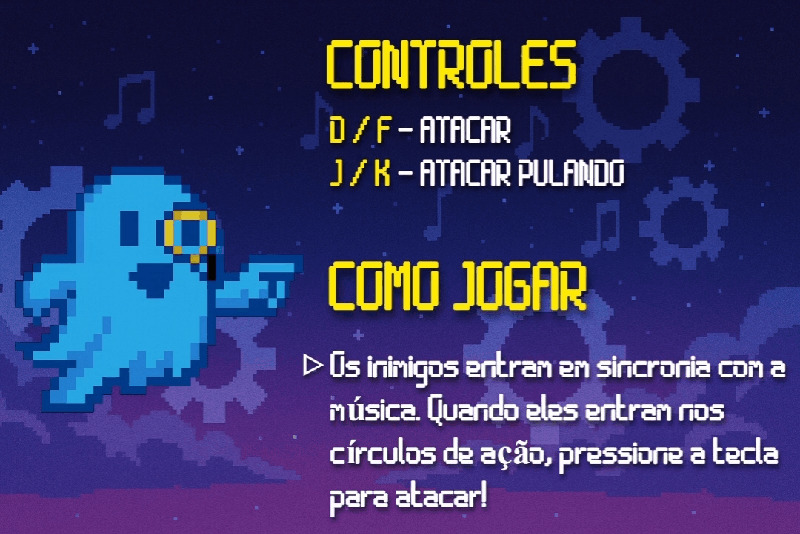 CONTROLES
D / F - ATACAR
J / K - ATACAR PULANDO
COMO JOGAR
Os inimigos entram em sincronia com a
música. Quando eles entram nos
círculos de ação, pressione a tecla
para atacar!